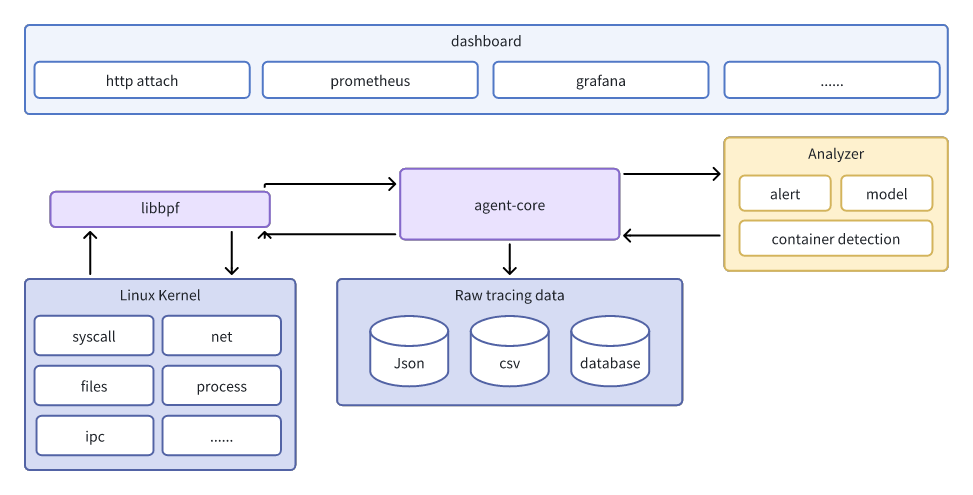 dashboard
http attach
prometheus
grafana
......
Analyzer
alert
model
container detection
libbpf
agent-core
Linux Kernel
syscall
net
files
process
ipc
......
Raw tracing data
Json
csv
database